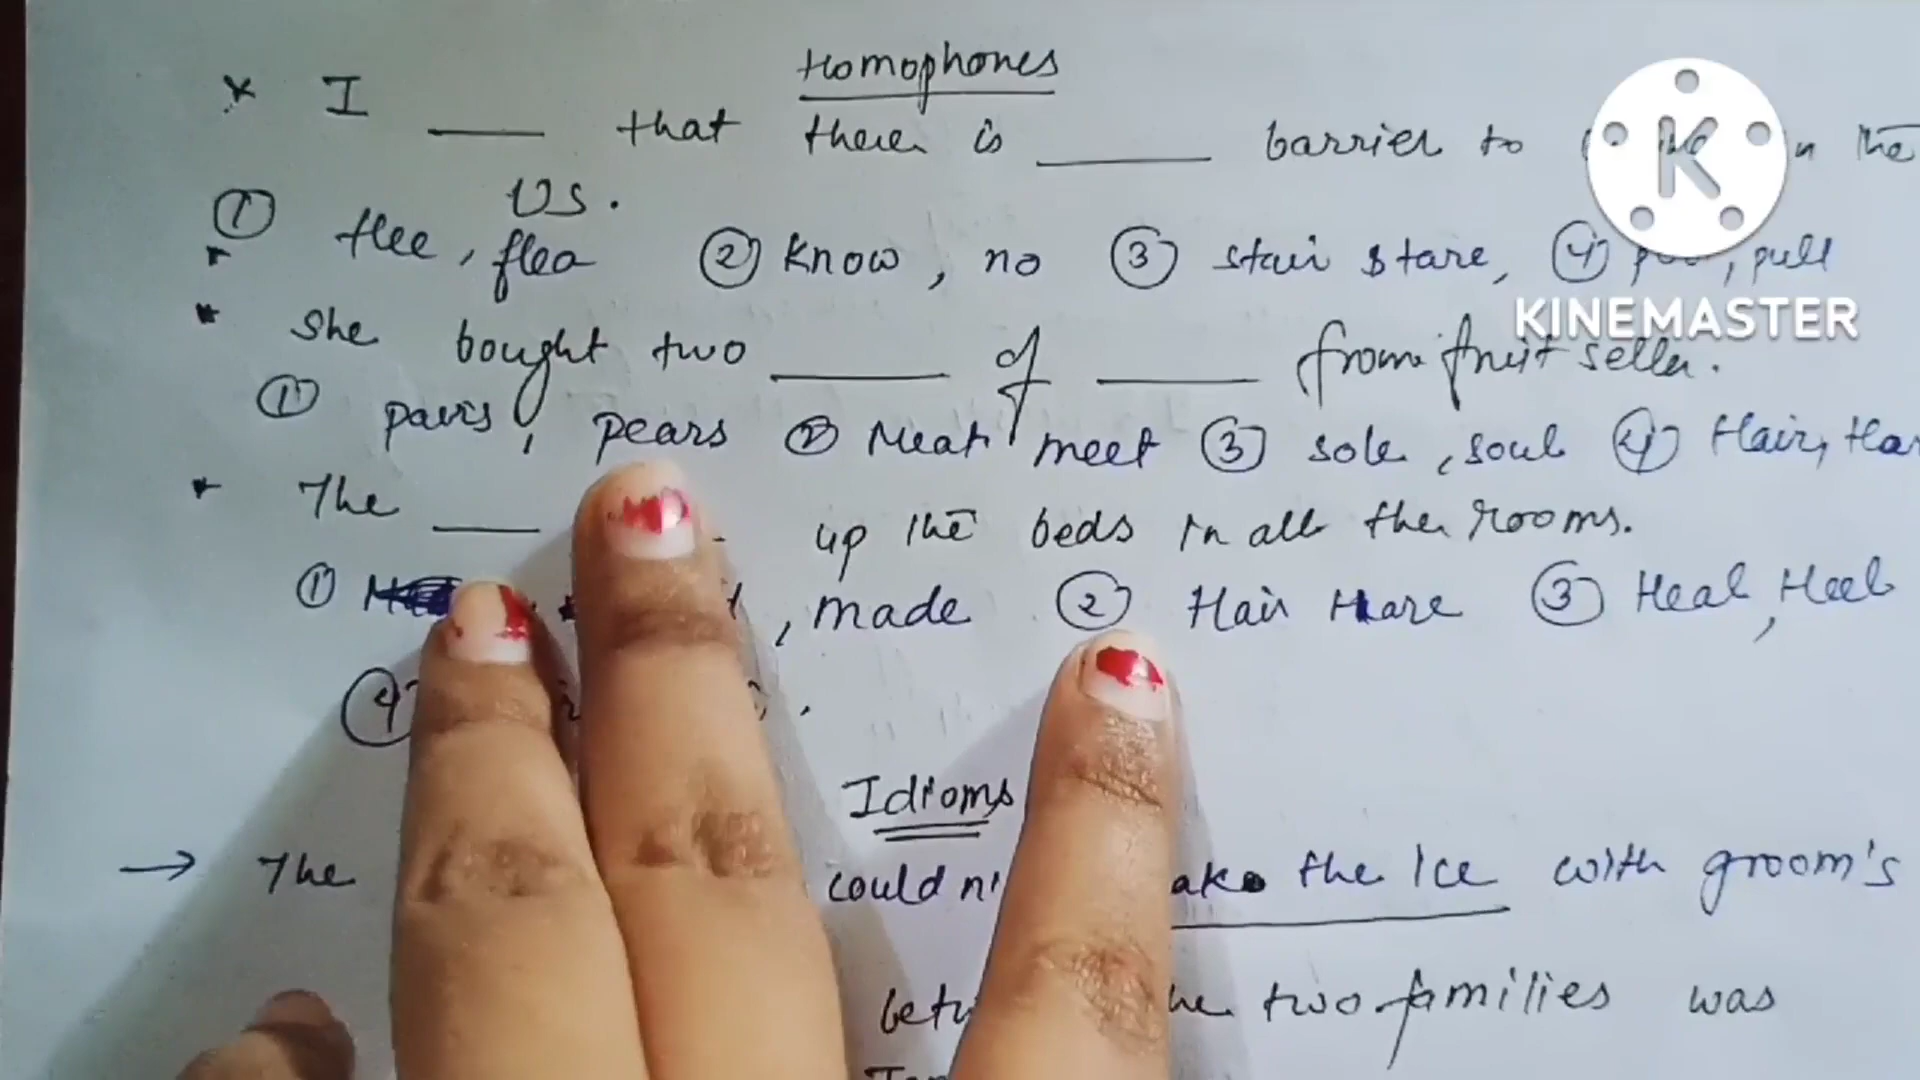 Homophones
* I ____ that there is ____ barrier to in the
US.
① flee, flea ② know, no ③ stair stare, ④ , pull
* She bought two ____ of ____ from fruit seller.
① pairs, pears ② Meat meet ③ sole, soul ④ Hair,
* The ____ up the beds in all the rooms.
① , made ② Hair Hare ③ Heal, Heel
④
Idioms
→ The could the ice with groom's
the two families was
KINEMASTER